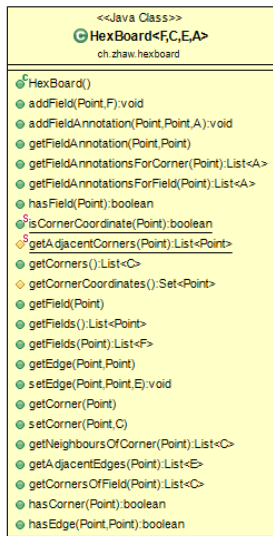 <<Java Class>>
HexBoard<F,C,E,A>
ch.zhaw.hexboard
HexBoard()
addField(Point,F):void
addFieldAnnotation(Point,Point,A):void
getFieldAnnotation(Point,Point)
getFieldAnnotationsForCorner(Point):List<A>
getFieldAnnotationsForField(Point):List<A>
hasField(Point):boolean
isCornerCoordinate(Point):boolean
getAdjacentCorners(Point):List<Point>
getCorners():List<C>
getCornerCoordinates():Set<Point>
getField(Point)
getFields():List<Point>
getFields(Point):List<F>
getEdge(Point,Point)
setEdge(Point,Point,E):void
getCorner(Point)
setCorner(Point,C)
getNeighboursOfCorner(Point):List<C>
getAdjacentEdges(Point):List<E>
getCornersOfField(Point):List<C>
hasCorner(Point):boolean
hasEdge(Point,Point):boolean